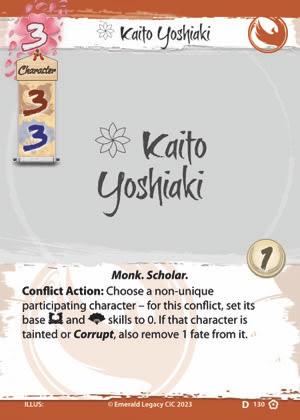 3
Kaito Yoshiaki
Character
3
3
Kaito
Yoshiaki
1
Monk. Scholar.
Conflict Action: Choose a non-unique
participating character – for this conflict, set its
base and skills to 0. If that character is
tainted or Corrupt, also remove 1 fate from it.
ILLUS: © Emerald Legacy CIC 2023 D 130